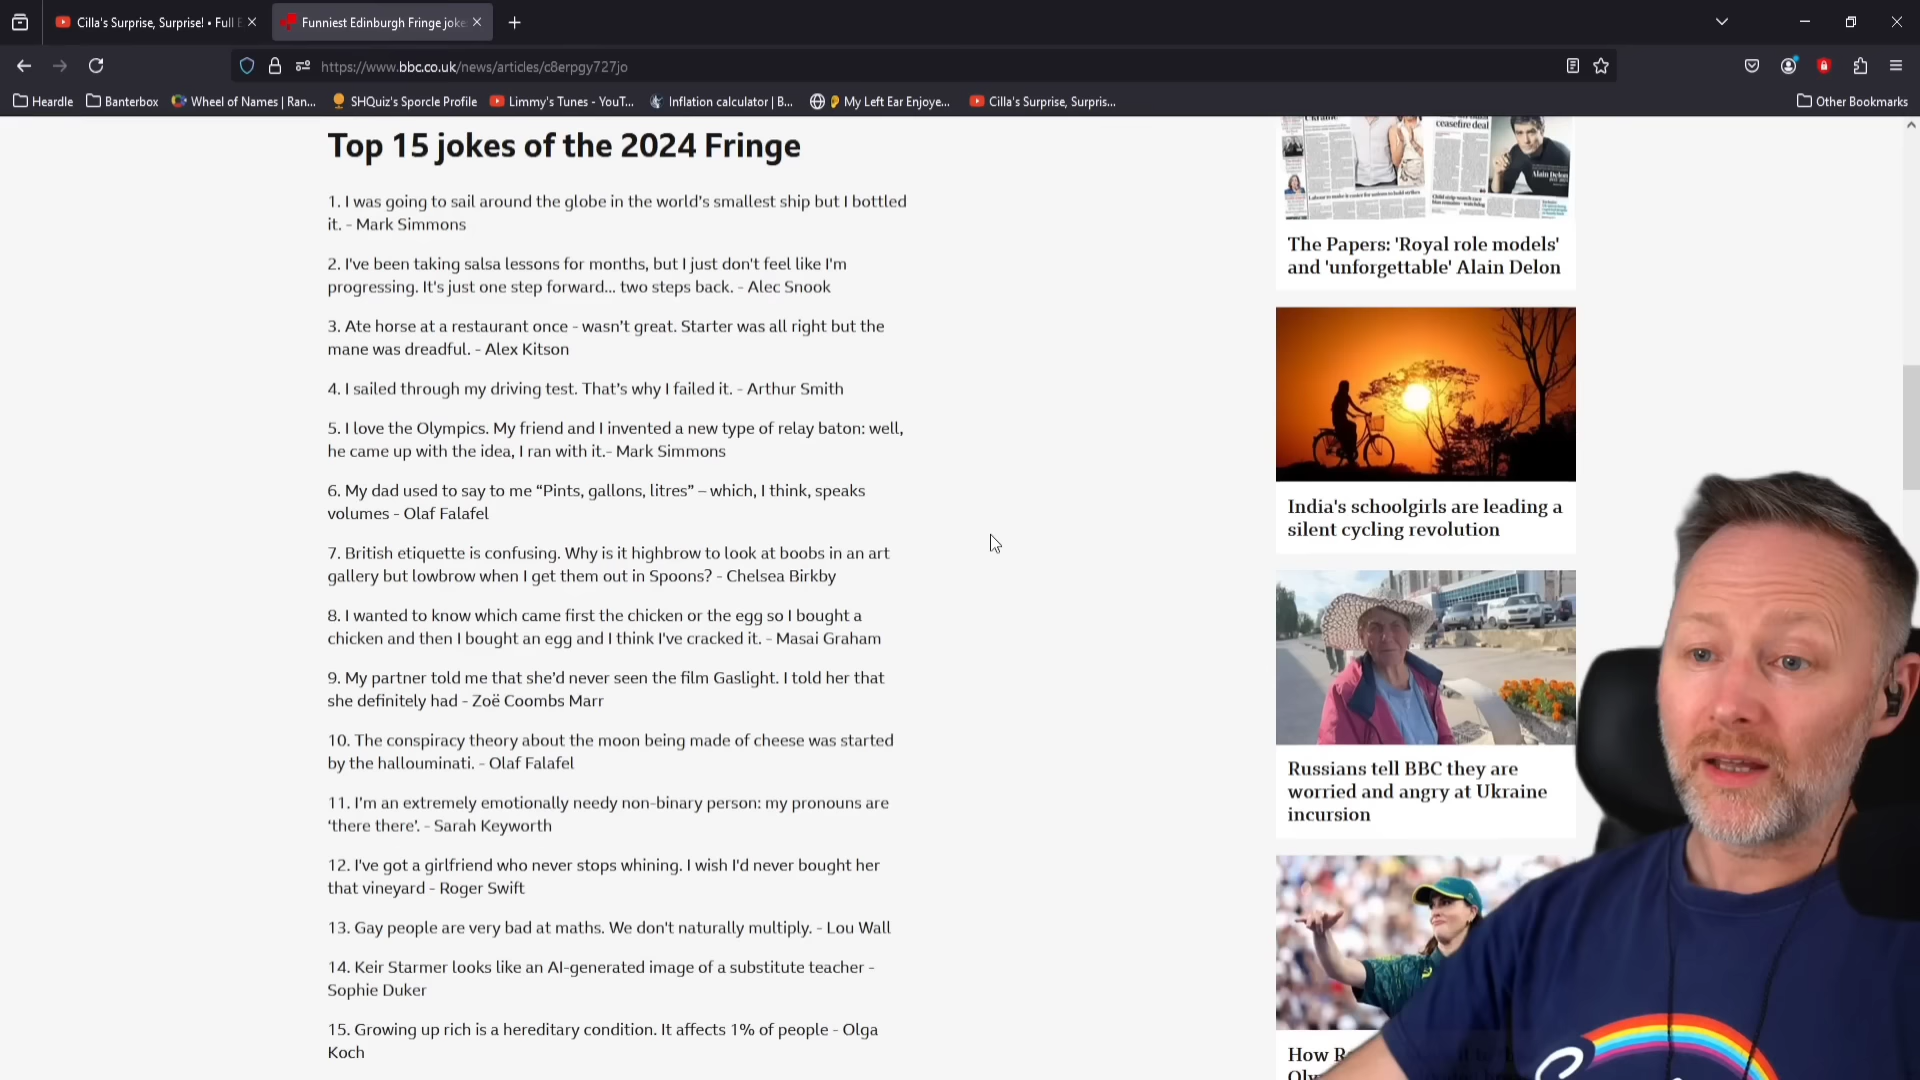 Cilla's Surprise, Surprise! • Full
Funniest Edinburgh Fringe joke
https://www.bbc.co.uk/news/articles/c8erpgy727jo
Heardle
Banterbox
Wheel of Names | Ran...
SHQuiz's Sporcle Profile
Limmy's Tunes - YouT...
Inflation calculator | B...
My Left Ear Enjoye...
Cilla's Surprise, Surpris...
Other Bookmarks
Top 15 jokes of the 2024 Fringe
1. I was going to sail around the globe in the world’s smallest ship but I bottled
it. - Mark Simmons
2. I've been taking salsa lessons for months, but I just don't feel like I'm
progressing. It's just one step forward... two steps back. - Alec Snook
3. Ate horse at a restaurant once - wasn’t great. Starter was all right but the
mane was dreadful. - Alex Kitson
4. I sailed through my driving test. That’s why I failed it. - Arthur Smith
5. I love the Olympics. My friend and I invented a new type of relay baton: well,
he came up with the idea, I ran with it.- Mark Simmons
6. My dad used to say to me “Pints, gallons, litres” – which, I think, speaks
volumes - Olaf Falafel
7. British etiquette is confusing. Why is it highbrow to look at boobs in an art
gallery but lowbrow when I get them out in Spoons? - Chelsea Birkby
8. I wanted to know which came first the chicken or the egg so I bought a
chicken and then I bought an egg and I think I've cracked it. - Masai Graham
9. My partner told me that she’d never seen the film Gaslight. I told her that
she definitely had - Zoë Coombs Marr
10. The conspiracy theory about the moon being made of cheese was started
by the hallouminati. - Olaf Falafel
11. I’m an extremely emotionally needy non-binary person: my pronouns are
‘there there’. - Sarah Keyworth
12. I've got a girlfriend who never stops whining. I wish I'd never bought her
that vineyard - Roger Swift
13. Gay people are very bad at maths. We don't naturally multiply. - Lou Wall
14. Keir Starmer looks like an AI-generated image of a substitute teacher -
Sophie Duker
15. Growing up rich is a hereditary condition. It affects 1% of people - Olga
Koch
ceasefire deal
Alain Delon
The Papers: 'Royal role models'
and 'unforgettable' Alain Delon
India's schoolgirls are leading a
silent cycling revolution
Russians tell BBC they are
worried and angry at Ukraine
incursion
How